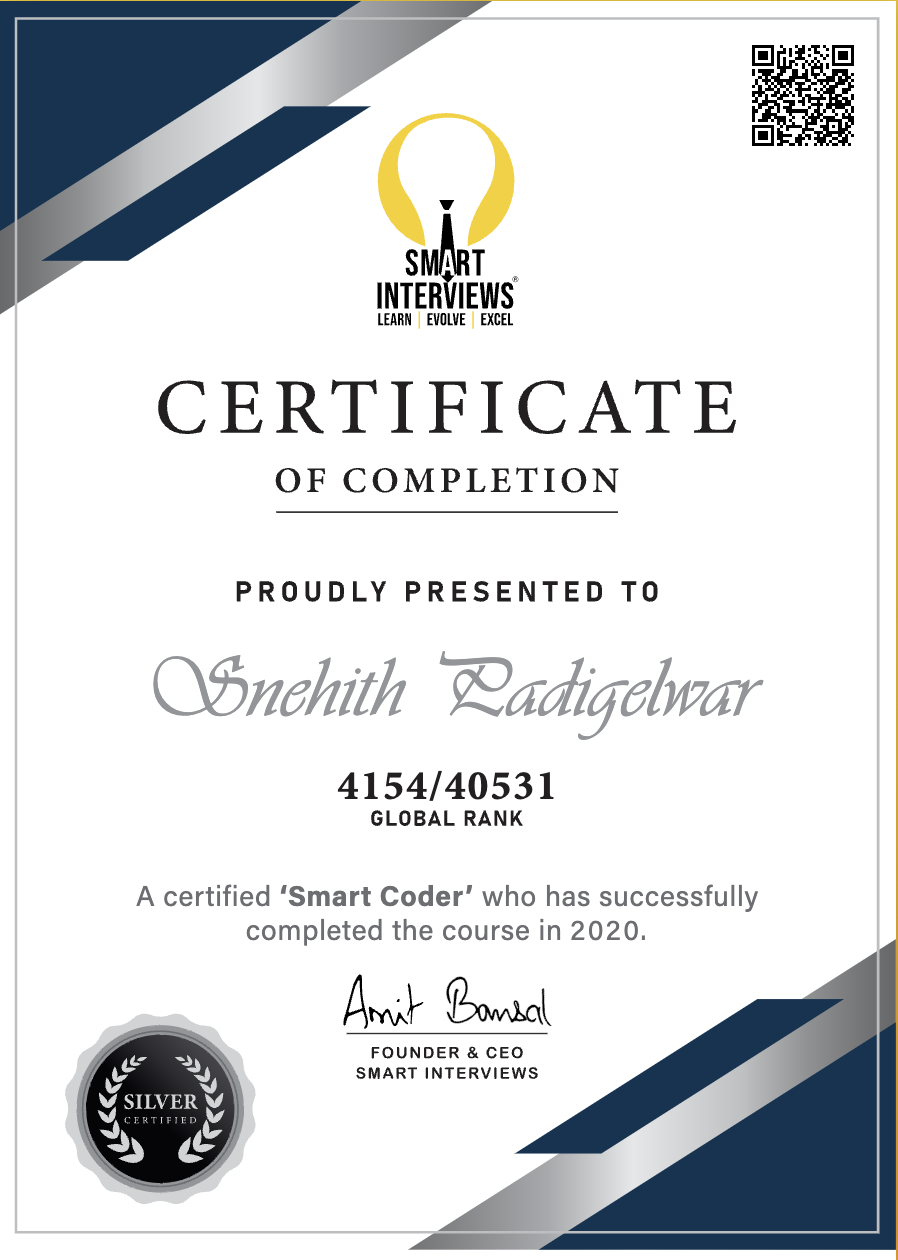 SMART
INTERVIEWS®
LEARN | EVOLVE | EXCEL
CERTIFICATE
OF COMPLETION
PROUDLY PRESENTED TO
Snehith Padigelwar
4154/40531
GLOBAL RANK
A certified ‘Smart Coder’ who has successfully
completed the course in 2020.
Amit Bansal
FOUNDER & CEO
SMART INTERVIEWS
SILVER
CERTIFIED